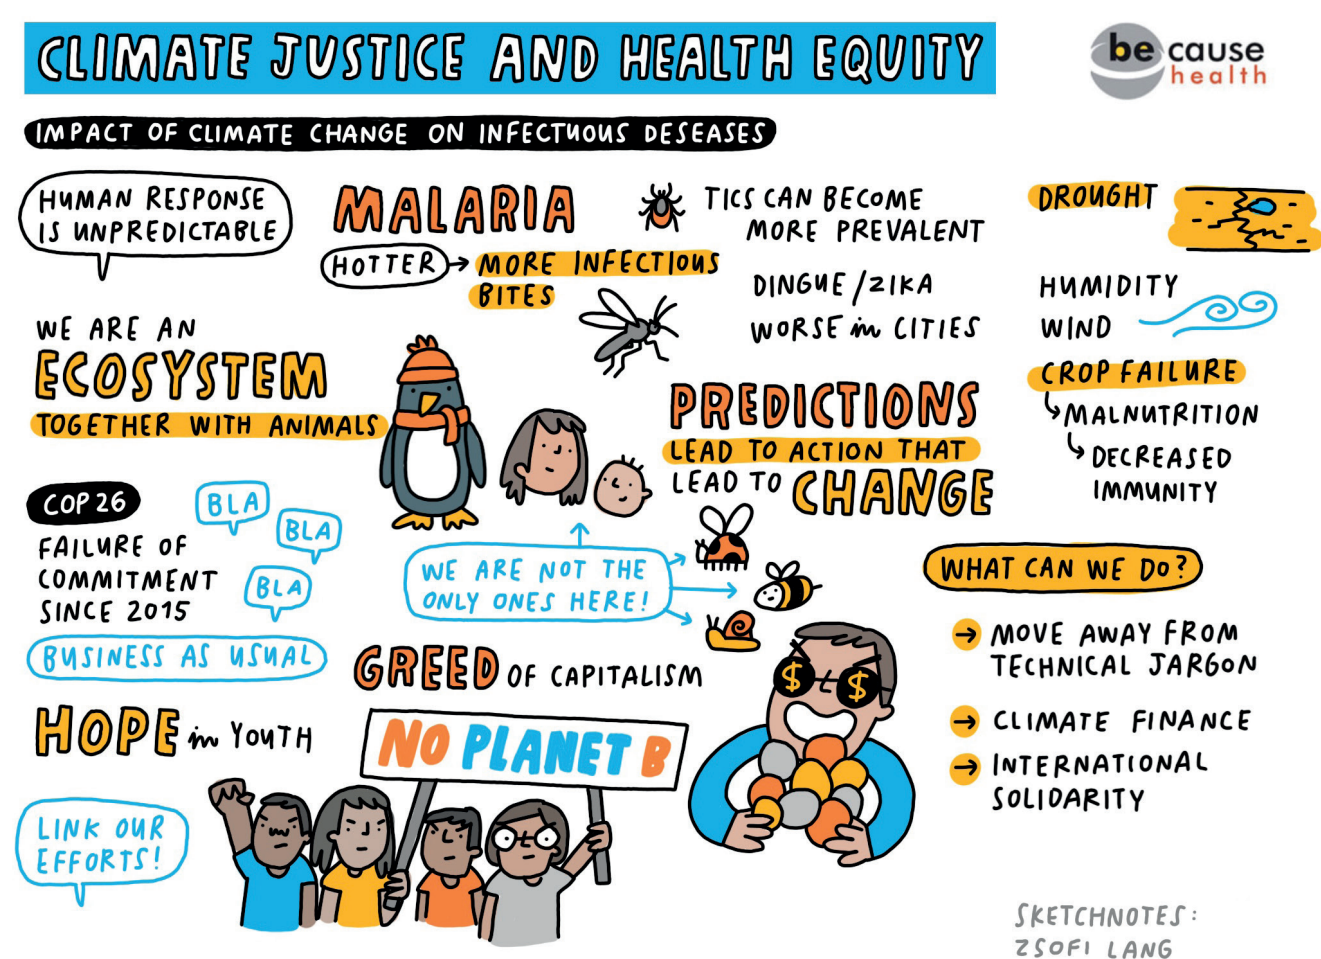 CLIMATE JUSTICE AND HEALTH EQUITY
be cause
health
IMPACT OF CLIMATE CHANGE ON INFECTUOUS DESEASES
HUMAN RESPONSE
IS UNPREDICTABLE
MALARIA
HOTTER → MORE INFECTIOUS
BITES
TICS CAN BECOME
MORE PREVALENT
DINGUE / ZIKA
WORSE in CITIES
DROUGHT
HUMIDITY
WIND
CROP FAILURE
MALNUTRITION
DECREASED
IMMUNITY
WE ARE AN
ECOSYSTEM
TOGETHER WITH ANIMALS
PREDICTIONS
LEAD TO ACTION THAT
LEAD TO CHANGE
COP 26
FAILURE OF
COMMITMENT
SINCE 2015
BLA
BLA
BLA
BUSINESS AS USUAL
WE ARE NOT THE
ONLY ONES HERE!
WHAT CAN WE DO?
→ MOVE AWAY FROM
TECHNICAL JARGON
→ CLIMATE FINANCE
→ INTERNATIONAL
SOLIDARITY
GREED OF CAPITALISM
$ $
HOPE in YOUTH
NO PLANET B
LINK OUR
EFFORTS!
SKETCHNOTES:
ZSOFI LANG